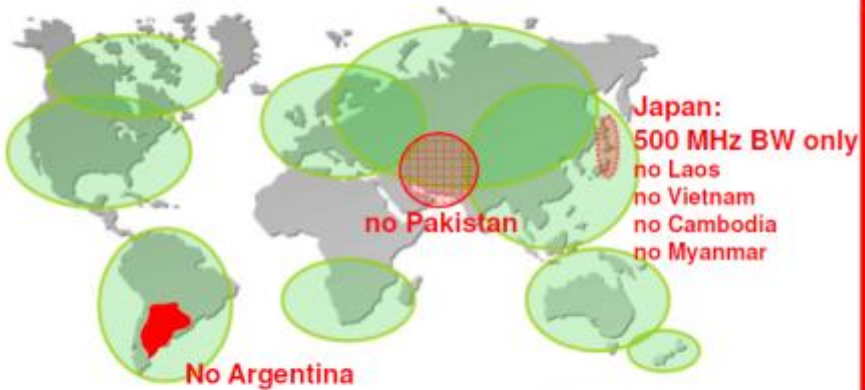 Japan:
500 MHz BW only
no Laos
no Vietnam
no Cambodia
no Myanmar
no Pakistan
No Argentina